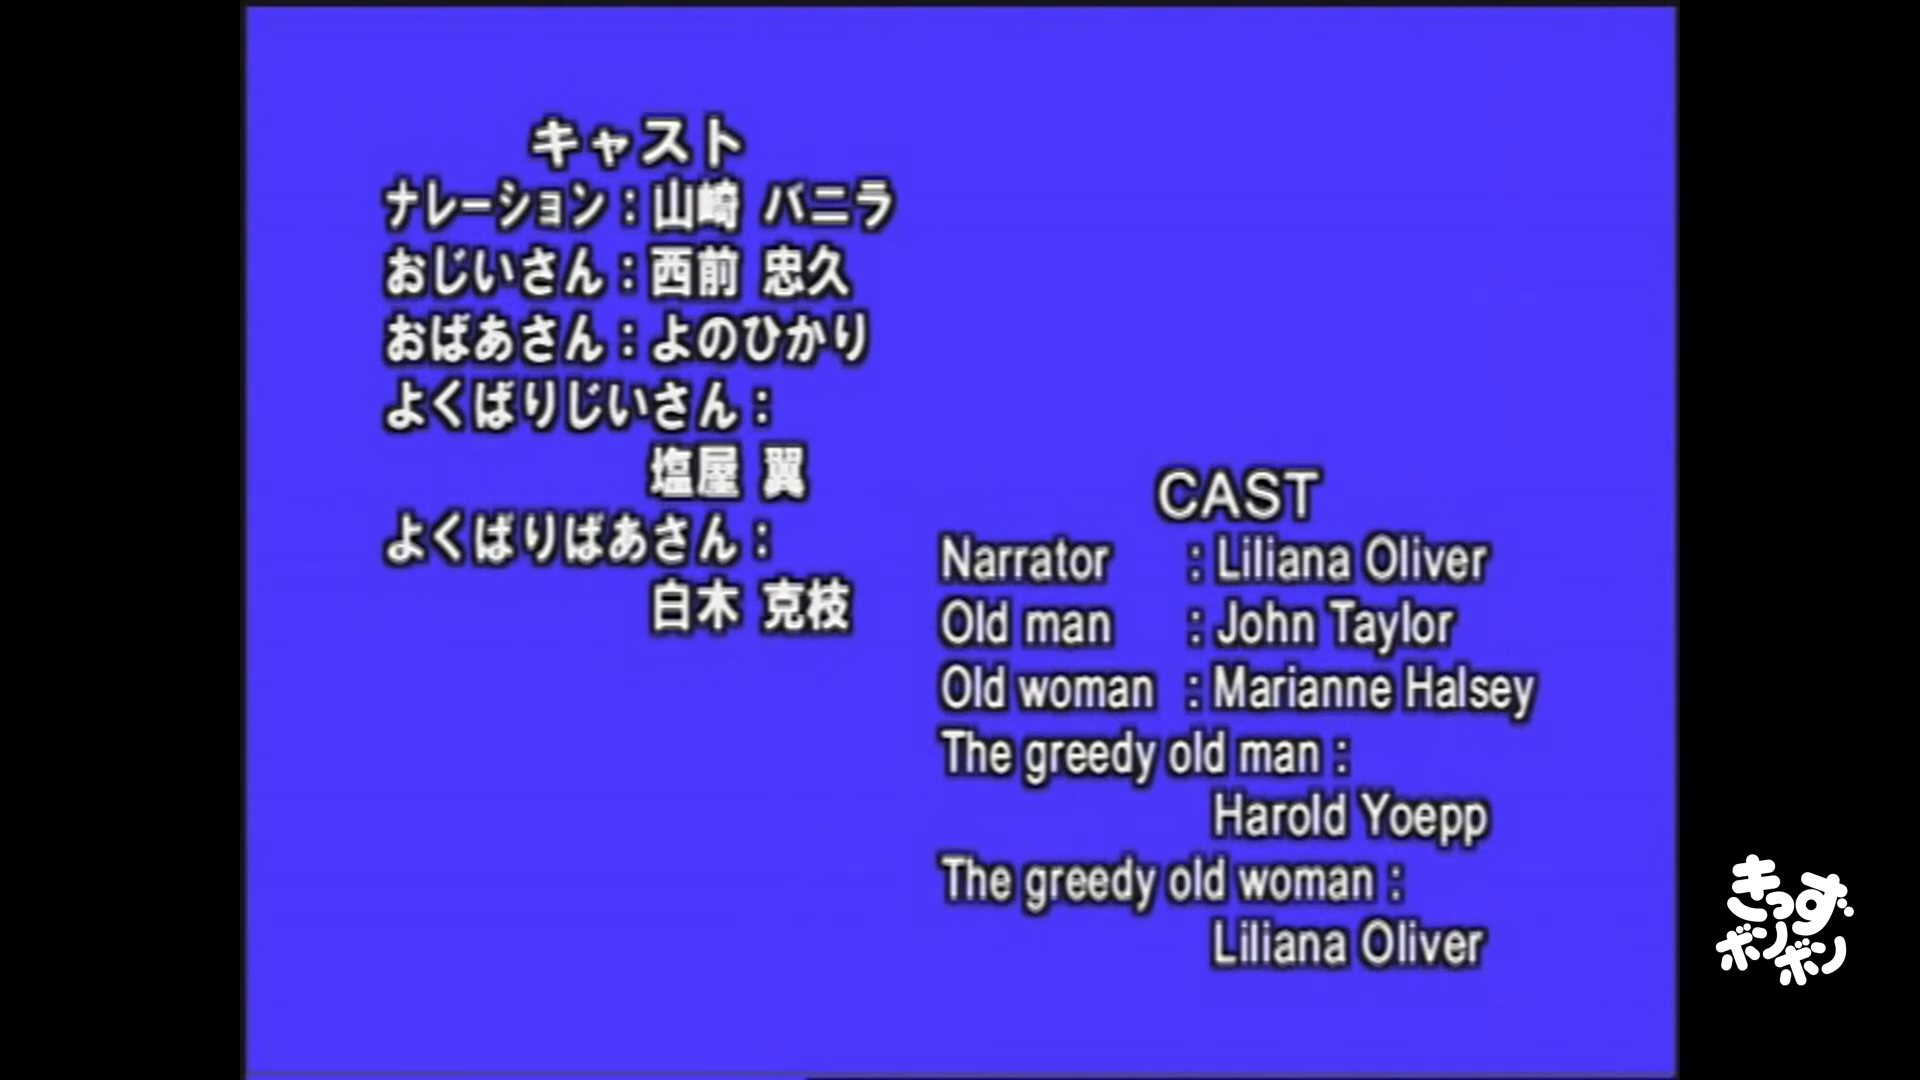 キャスト
ナレーション：山崎 バニラ
おじいさん：西前 忠久
おばあさん：よのひかり
よくばりじいさん：
塩屋 翼
よくばりばあさん：
白木 克枝
CAST
Narrator : Liliana Oliver
Old man : John Taylor
Old woman : Marianne Halsey
The greedy old man :
Harold Yoepp
The greedy old woman :
Liliana Oliver
きっず
ボンボン